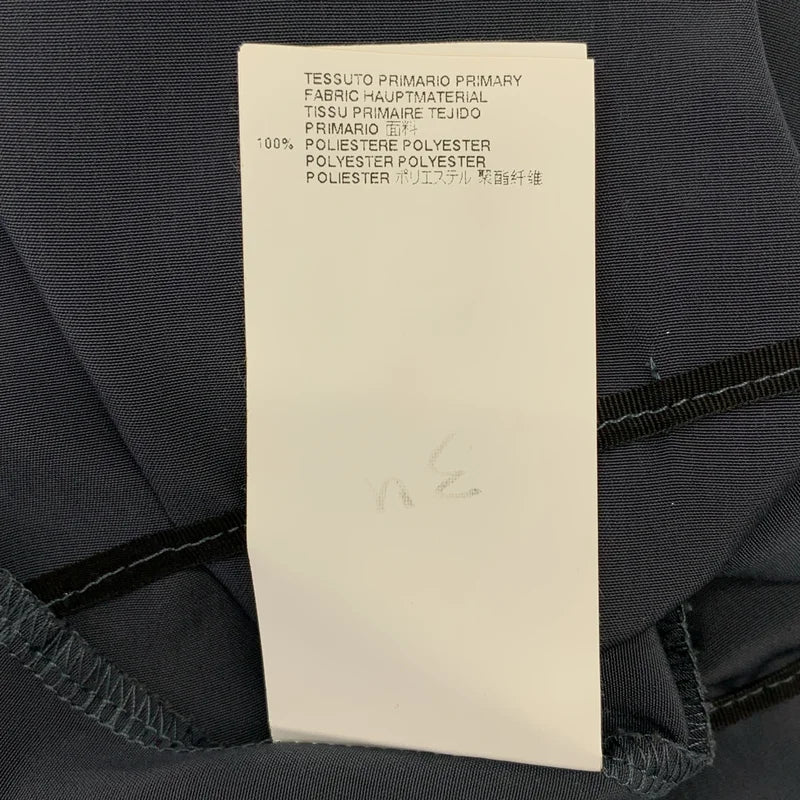 TESSUTO PRIMARIO PRIMARY
FABRIC HAUPTMATERIAL
TISSU PRIMAIRE TEJIDO
PRIMARIO 面料
100% POLIESTERE POLYESTER
POLYESTER POLYESTER
POLIESTER ポリエステル 聚酯纤维